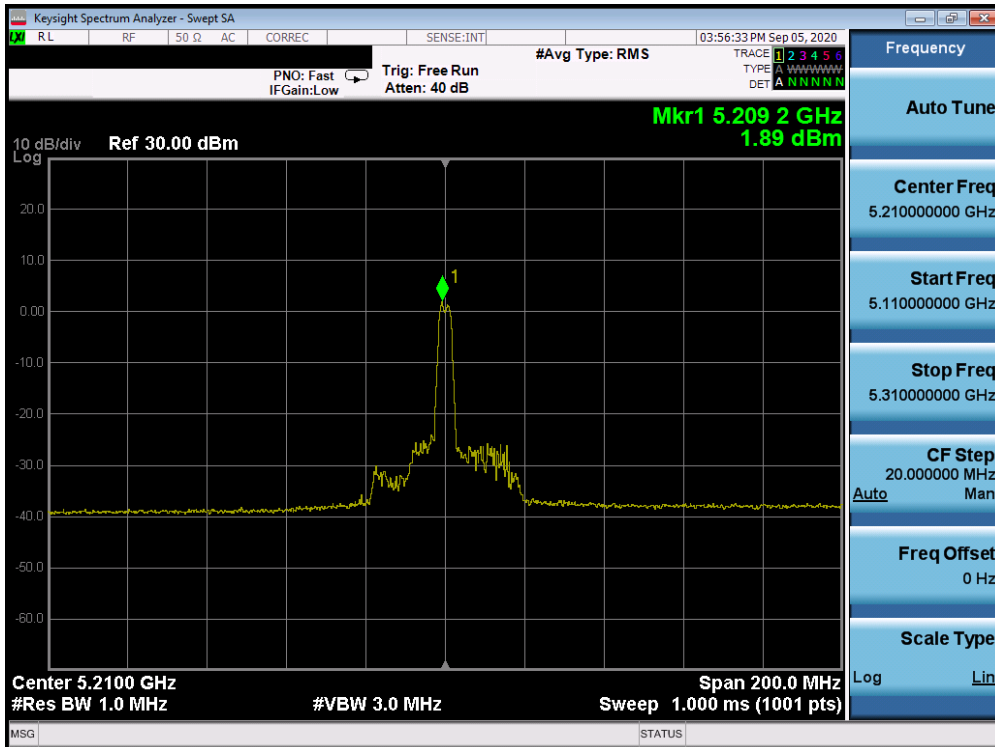 Keysight Spectrum Analyzer - Swept SA
LXI RL RF 50 Ω AC CORREC SENSE:INT 03:56:33 PM Sep 05, 2020
#Avg Type: RMS TRACE 1 2 3 4 5 6
PNO: Fast Trig: Free Run TYPE A WWWWW
IFGain:Low Atten: 40 dB DET A N N N N N
Mkr1 5.209 2 GHz
1.89 dBm
10 dB/div Ref 30.00 dBm
Log
20.0
10.0
0.00
-10.0
-20.0
-30.0
-40.0
-50.0
-60.0
1
Center 5.2100 GHz Span 200.0 MHz
#Res BW 1.0 MHz #VBW 3.0 MHz Sweep 1.000 ms (1001 pts)
MSG STATUS
Frequency
Auto Tune
Center Freq
5.210000000 GHz
Start Freq
5.110000000 GHz
Stop Freq
5.310000000 GHz
CF Step
20.000000 MHz
Auto Man
Freq Offset
0 Hz
Scale Type
Log Lin